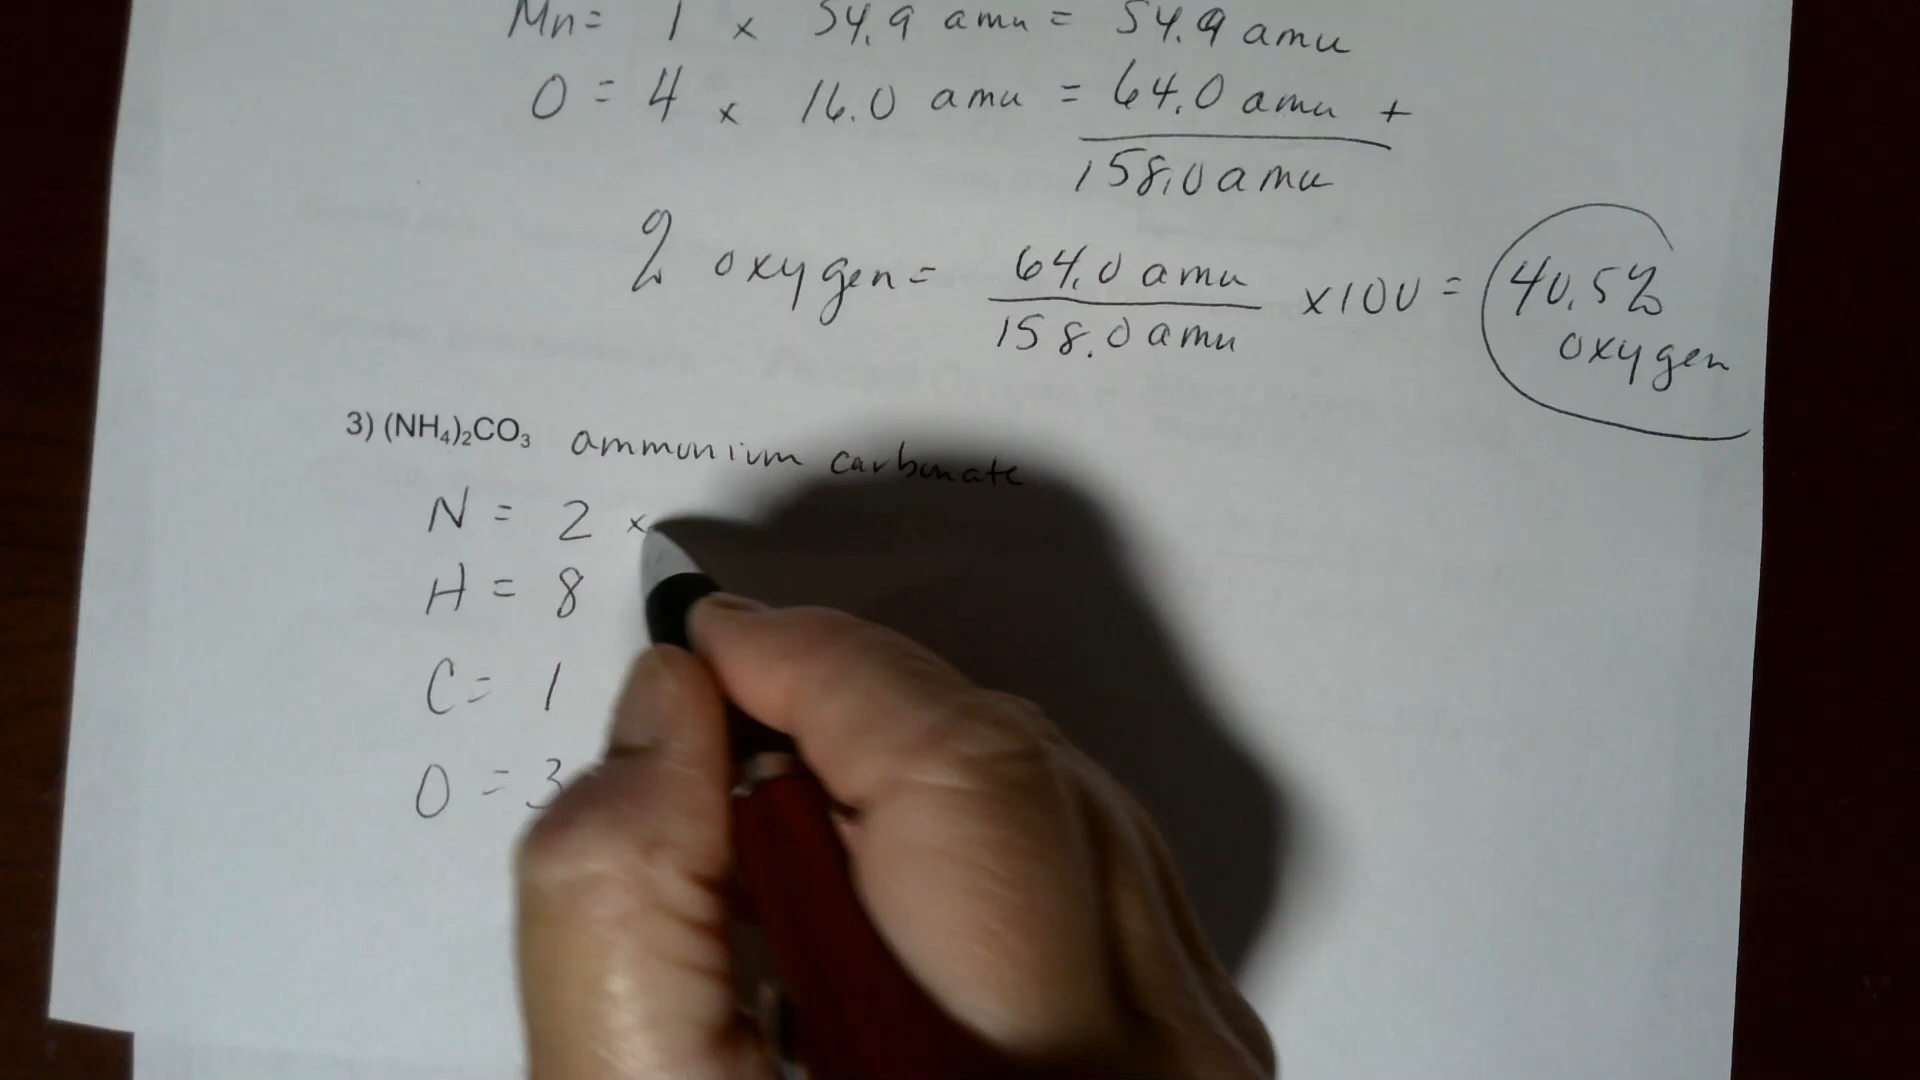 Mn = 1 x 54.9 amu = 54.9 amu
O = 4 x 16.0 amu = 64.0 amu +
158.0 amu
% oxygen = 64.0 amu / 158.0 amu x100 = 40.5% oxygen
3) (NH₄)₂CO₃ ammonium carbonate
N = 2 x
H = 8
C = 1
O = 3